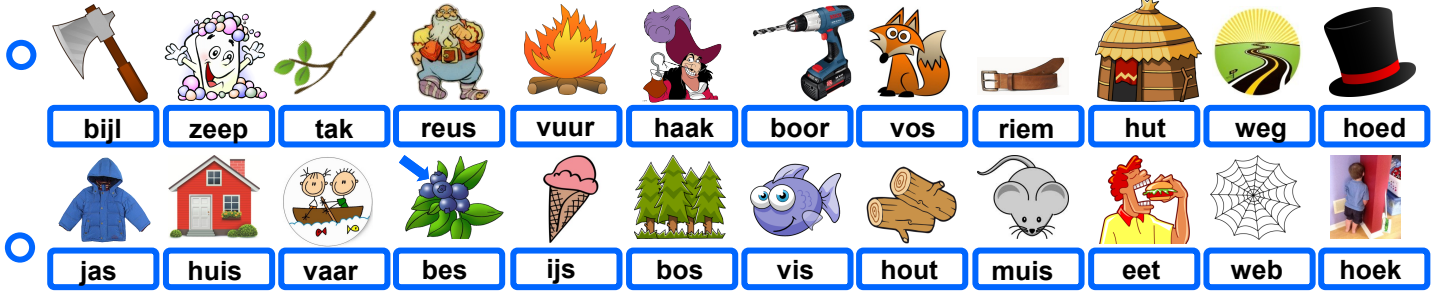 bijl zeep tak reus vuur haak boor vos riem hut weg hoed
jas huis vaar bes ijs bos vis hout muis eet web hoek